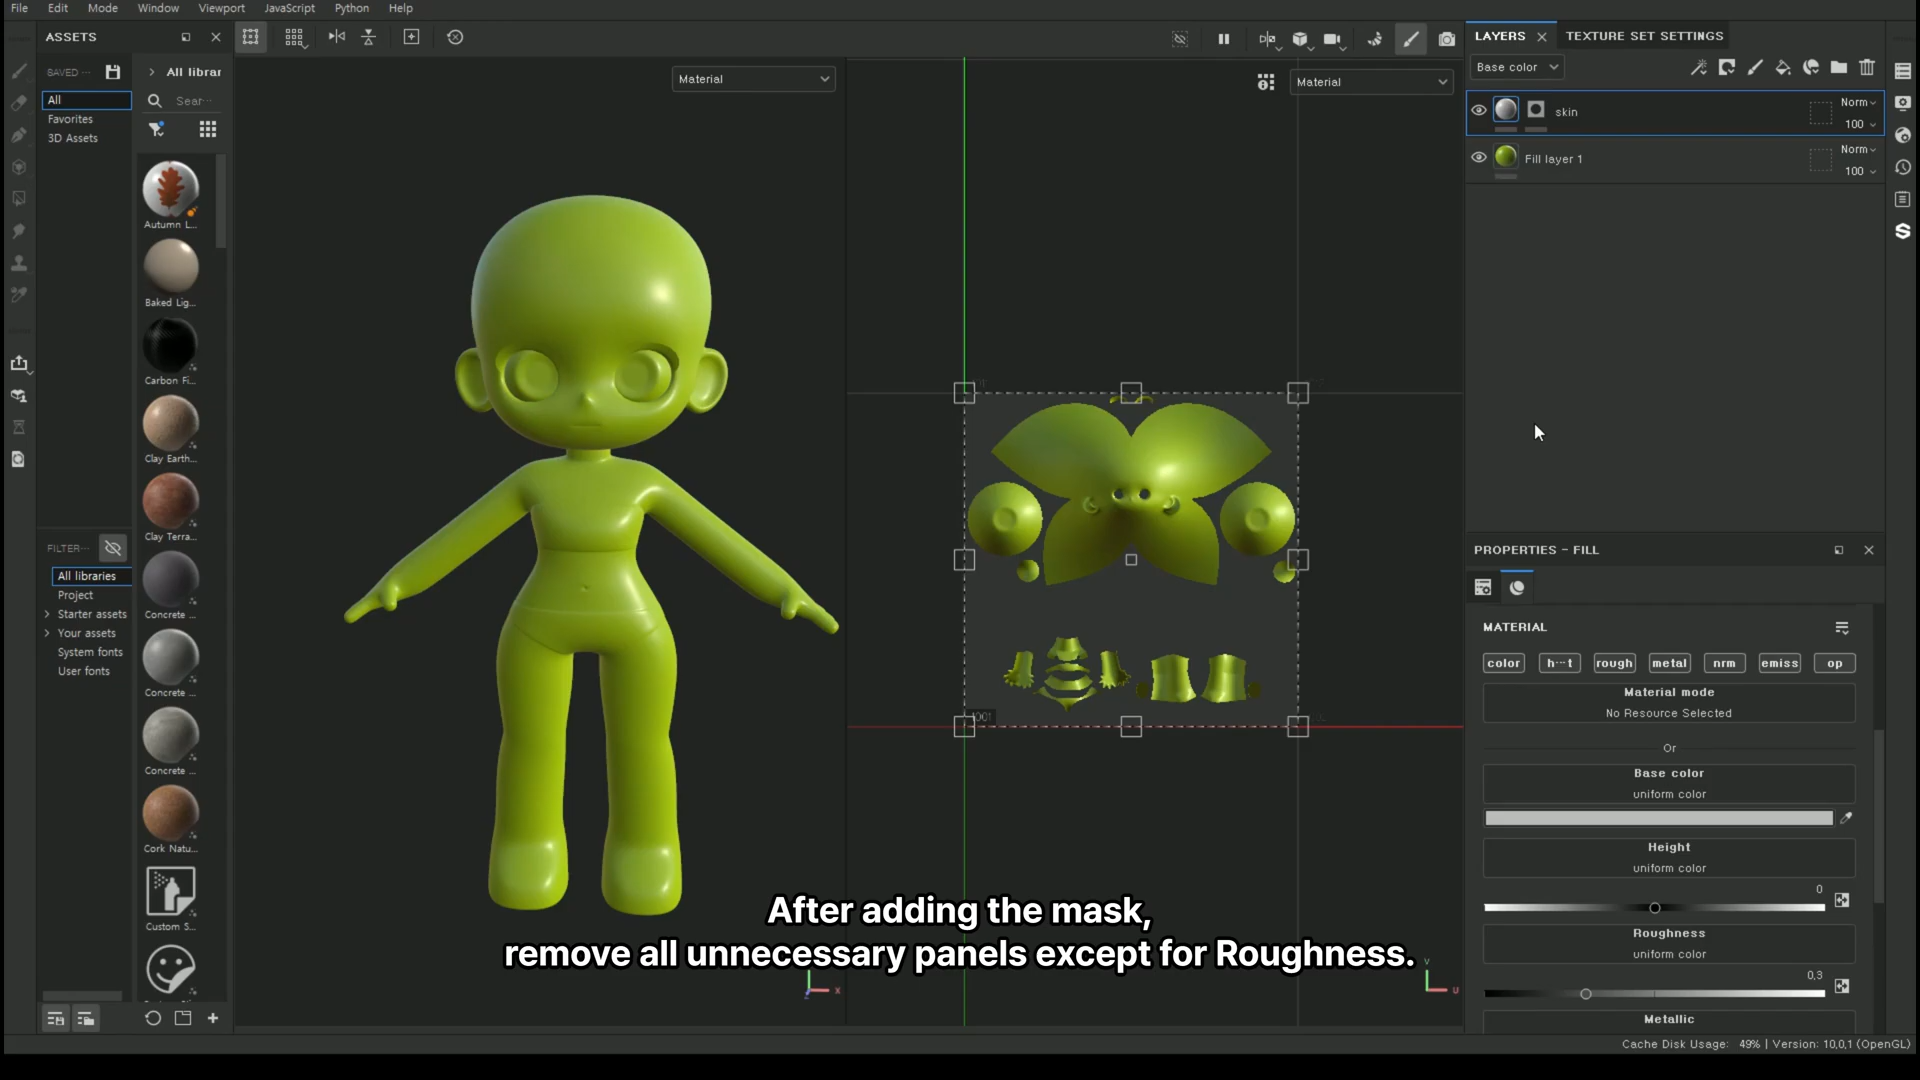 File Edit Mode Window Viewport JavaScript Python Help
ASSETS
SAVED ···
All librar
All
Sear···
Favorites
3D Assets
Autumn L...
Baked Lig...
Carbon Fi...
Clay Earth...
Clay Terra...
Concrete ...
Concrete ...
Concrete ...
Cork Natu...
Custom S...
FILTER···
All libraries
Project
Starter assets
Your assets
System fonts
User fonts
Material
Material
1001
x
z
V
U
LAYERS
TEXTURE SET SETTINGS
Base color
skin
Norm
100
Fill layer 1
Norm
100
PROPERTIES - FILL
MATERIAL
color h···t rough metal nrm emiss op
Material mode
No Resource Selected
Or
Base color
uniform color
Height
uniform color
0
Roughness
uniform color
0,3
Metallic
After adding the mask,
remove all unnecessary panels except for Roughness.
Cache Disk Usage: 49% | Version: 10,0,1 (OpenGL)